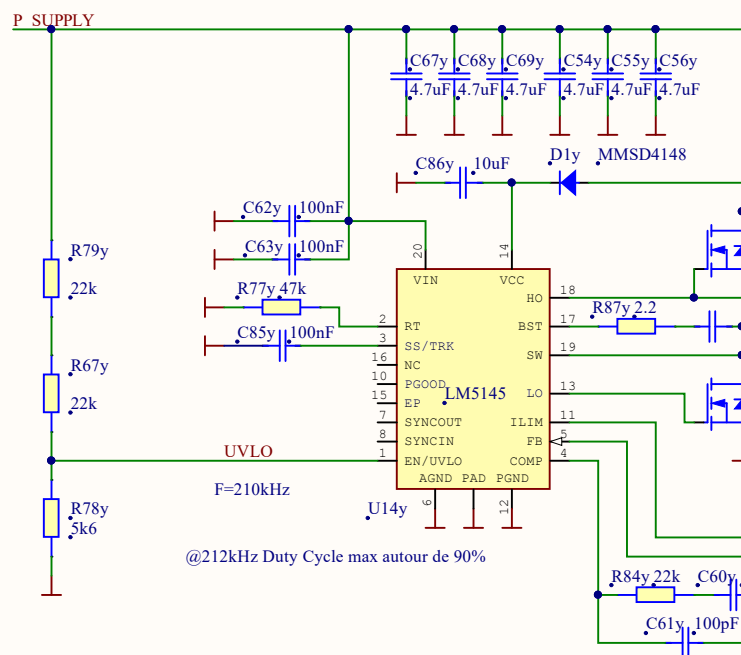 P_SUPPLY
C67y
4.7uF
C68y
4.7uF
C69y
4.7uF
C54y
4.7uF
C55y
4.7uF
C56y
4.7uF
C86y 10uF
D1y MMSD4148
C62y 100nF
C63y 100nF
R79y
22k
R77y 47k
C85y 100nF
R67y
22k
20
14
VIN
VCC
HO 18
R87y 2.2
2 RT
BST 17
3 SS/TRK
SW 19
16 NC
10 PGOOD
15 EP
LM5145
LO 13
7 SYNCOUT
ILIM 11
8 SYNCIN
FB 5
1 EN/UVLO
COMP 4
UVLO
AGND PAD PGND
6
12
F=210kHz
U14y
R78y
5k6
@212kHz Duty Cycle max autour de 90%
R84y 22k
C60y
C61y 100pF